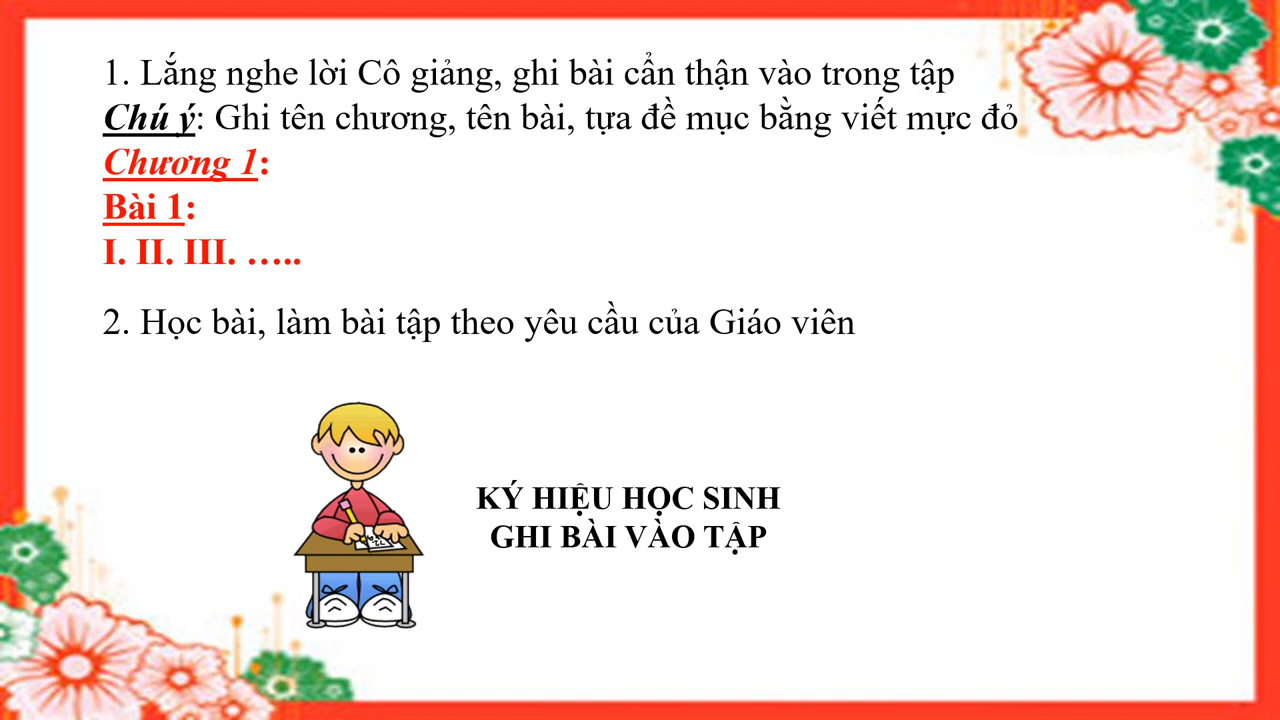 1. Lắng nghe lời Cô giảng, ghi bài cẩn thận vào trong tập
Chú ý: Ghi tên chương, tên bài, tựa đề mục bằng viết mực đỏ
Chương 1:
Bài 1:
I. II. III. …..
2. Học bài, làm bài tập theo yêu cầu của Giáo viên
KÝ HIỆU HỌC SINH
GHI BÀI VÀO TẬP